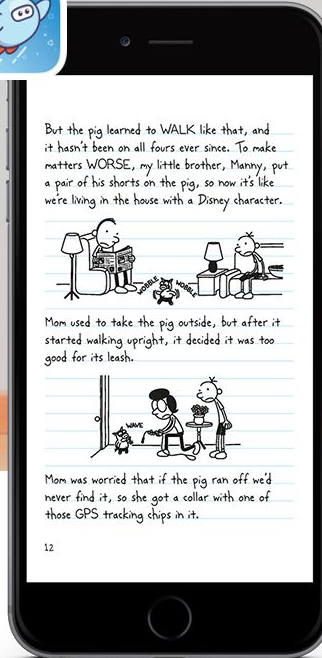 But the pig learned to WALK like that, and
it hasn't been on all fours ever since. To make
matters WORSE, my little brother, Manny, put
a pair of his shorts on the pig, so now it's like
we're living in the house with a Disney character.
WOBBLE WOBBLE
Mom used to take the pig outside, but after it
started walking upright, it decided it was too
good for its leash.
WAVE
Mom was worried that if the pig ran off we'd
never find it, so she got a collar with one of
those GPS tracking chips in it.
12